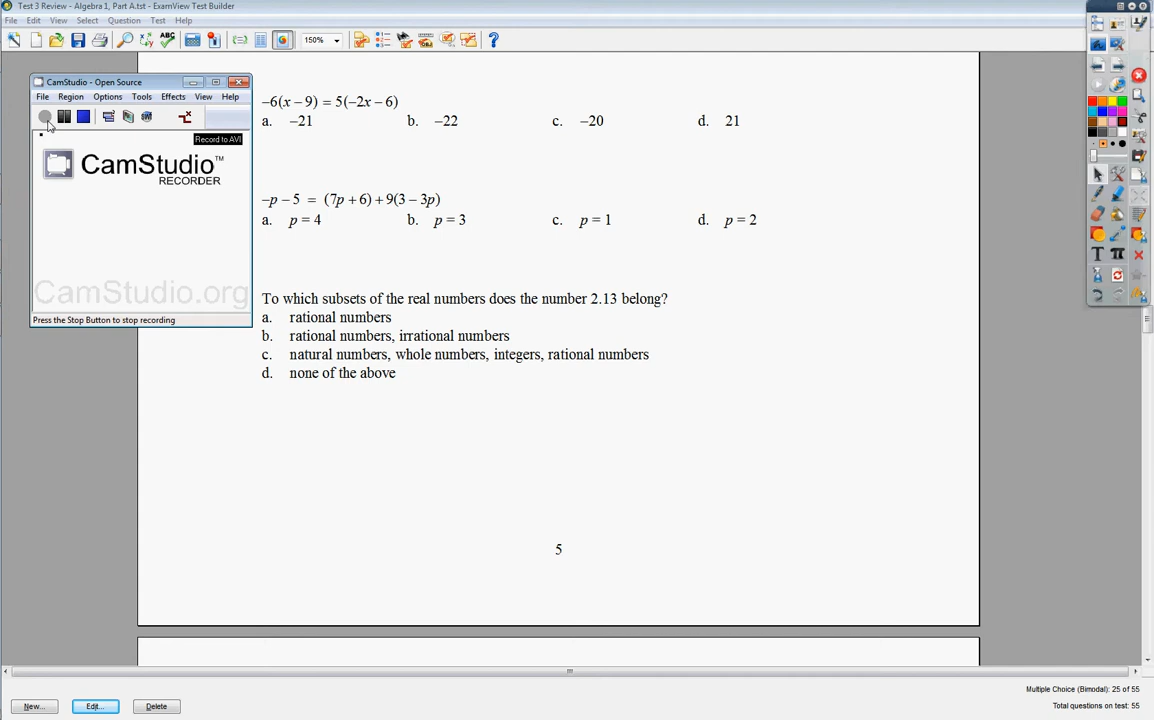 Test 3 Review - Algebra 1, Part A.tst - ExamView Test Builder
File Edit View Select Question Test Help
150%
CamStudio - Open Source
File Region Options Tools Effects View Help
Record to AVI
CamStudio™
RECORDER
CamStudio.org
Press the Stop Button to stop recording
–6(x – 9) = 5(–2x – 6)
a. –21 b. –22 c. –20 d. 21
–p – 5 = (7p + 6) + 9(3 – 3p)
a. p = 4 b. p = 3 c. p = 1 d. p = 2
To which subsets of the real numbers does the number 2.13 belong?
a. rational numbers
b. rational numbers, irrational numbers
c. natural numbers, whole numbers, integers, rational numbers
d. none of the above
5
Multiple Choice (Bimodal): 25 of 55
New... Edit... Delete
Total questions on test: 55